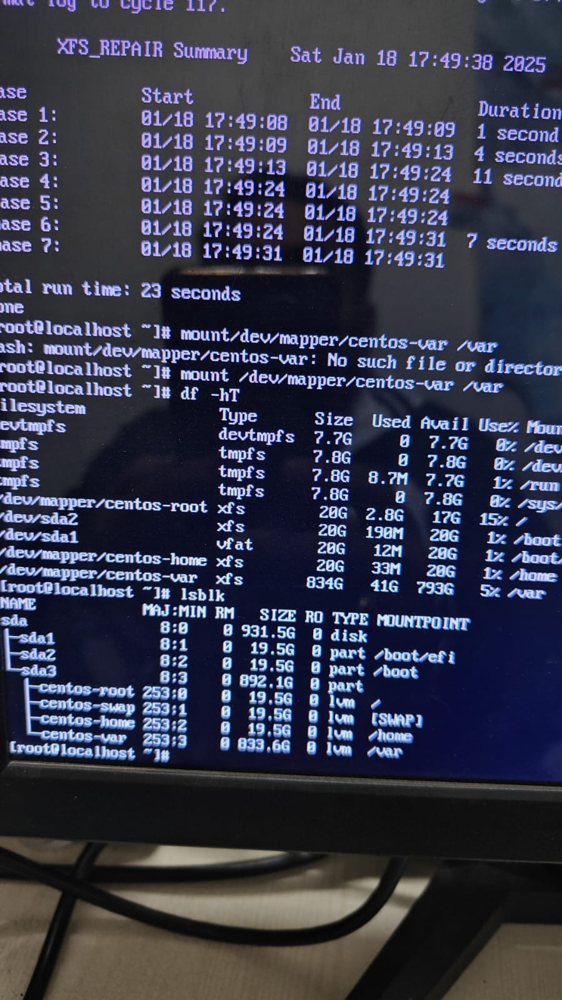 mat log to cycle 117.
XFS_REPAIR Summary    Sat Jan 18 17:49:38 2025
ase    Start    End    Duration
ase 1:    01/18 17:49:08    01/18 17:49:09    1 second
ase 2:    01/18 17:49:09    01/18 17:49:13    4 seconds
ase 3:    01/18 17:49:13    01/18 17:49:24    11 second
ase 4:    01/18 17:49:24    01/18 17:49:24
ase 5:    01/18 17:49:24    01/18 17:49:24
ase 6:    01/18 17:49:24    01/18 17:49:31    7 seconds
ase 7:    01/18 17:49:31    01/18 17:49:31
otal run time: 23 seconds
one
root@localhost ~]# mount/dev/mapper/centos-var /var
ash: mount/dev/mapper/centos-var: No such file or director
root@localhost ~]# mount /dev/mapper/centos-var /var
root@localhost ~]# df -hT
ilesystem    Type    Size    Used    Avail    Use%    Moun
evtmpfs    devtmpfs    7.7G    0    7.7G    0%    /dev
mpfs    tmpfs    7.8G    0    7.8G    0%    /dev
mpfs    tmpfs    7.8G    8.7M    7.7G    1%    /run
mpfs    tmpfs    7.8G    0    7.8G    0%    /sys/
/dev/mapper/centos-root    xfs    20G    2.8G    17G    15%    /
/dev/sda2    xfs    20G    190M    20G    1%    /boot
/dev/sda1    vfat    20G    12M    20G    1%    /boot/
/dev/mapper/centos-home    xfs    20G    33M    20G    1%    /home
/dev/mapper/centos-var    xfs    834G    41G    793G    5%    /var
[root@localhost ~]# lsblk
NAME    MAJ:MIN    RM    SIZE    RO    TYPE    MOUNTPOINT
sda    8:0    0    931.5G    0    disk
├─sda1    8:1    0    19.5G    0    part    /boot/efi
├─sda2    8:2    0    19.5G    0    part    /boot
└─sda3    8:3    0    892.1G    0    part
├─centos-root    253:0    0    19.5G    0    lvm    /
├─centos-swap    253:1    0    19.5G    0    lvm    [SWAP]
├─centos-home    253:2    0    19.5G    0    lvm    /home
└─centos-var    253:3    0    833.6G    0    lvm    /var
[root@localhost ~]#